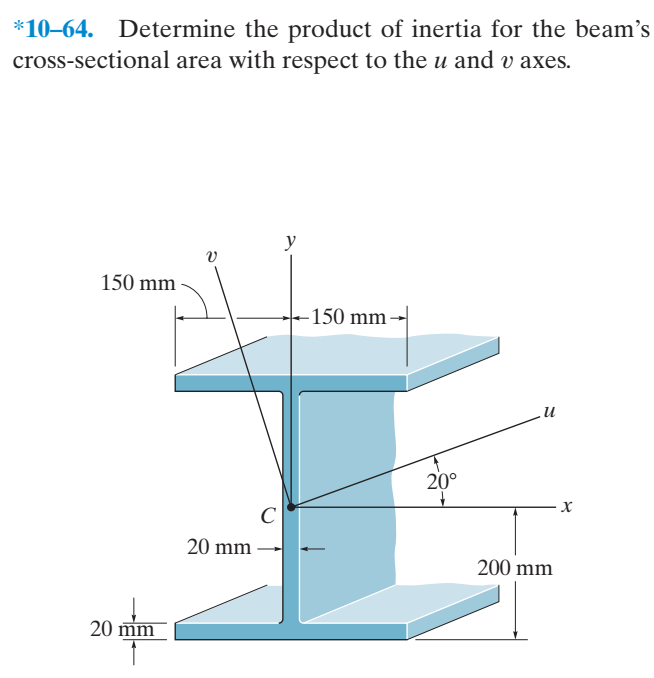 *10–64. Determine the product of inertia for the beam's
cross-sectional area with respect to the u and v axes.
y
v
150 mm
150 mm
u
20°
x
C
20 mm
200 mm
20 mm